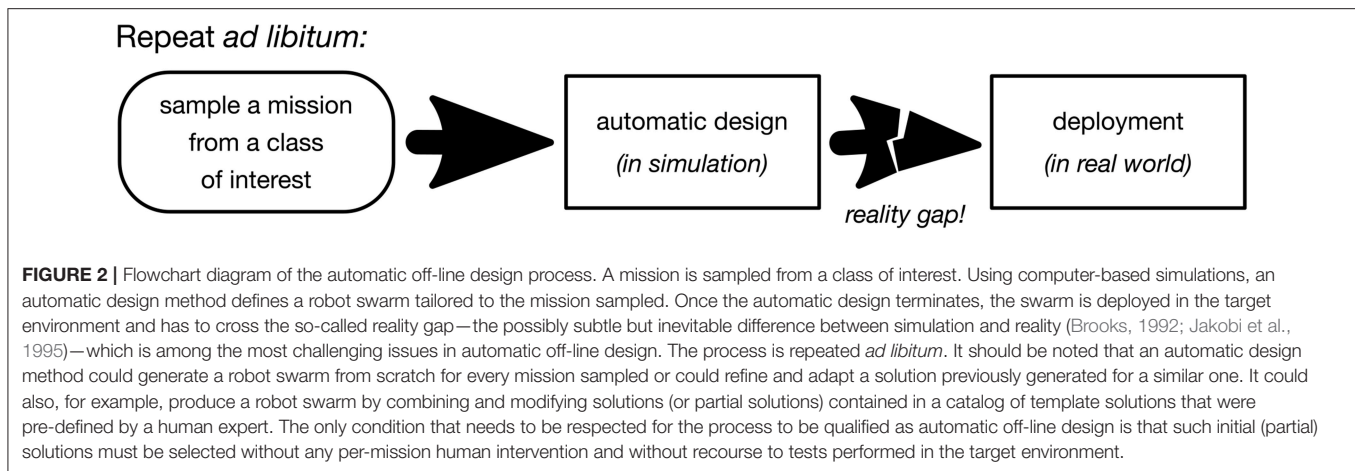 Repeat ad libitum:
sample a mission
from a class
of interest
automatic design
(in simulation)
reality gap!
deployment
(in real world)
FIGURE 2 | Flowchart diagram of the automatic off-line design process. A mission is sampled from a class of interest. Using computer-based simulations, an
automatic design method defines a robot swarm tailored to the mission sampled. Once the automatic design terminates, the swarm is deployed in the target
environment and has to cross the so-called reality gap—the possibly subtle but inevitable difference between simulation and reality (Brooks, 1992; Jakobi et al.,
1995)—which is among the most challenging issues in automatic off-line design. The process is repeated ad libitum. It should be noted that an automatic design
method could generate a robot swarm from scratch for every mission sampled or could refine and adapt a solution previously generated for a similar one. It could
also, for example, produce a robot swarm by combining and modifying solutions (or partial solutions) contained in a catalog of template solutions that were
pre-defined by a human expert. The only condition that needs to be respected for the process to be qualified as automatic off-line design is that such initial (partial)
solutions must be selected without any per-mission human intervention and without recourse to tests performed in the target environment.